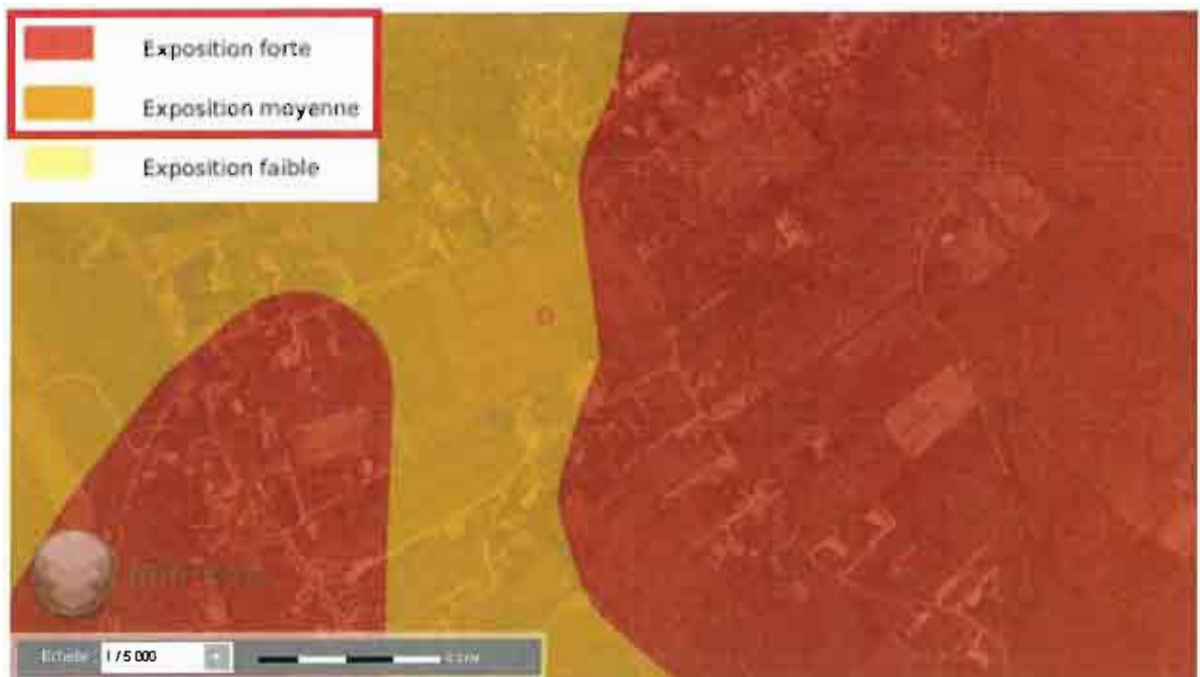 Exposition forte
Exposition moyenne
Exposition faible
Echelle 1 / 5 000